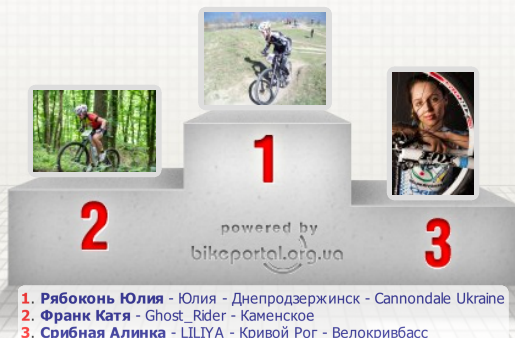 1
2
3
powered by
bikeportal.org.ua
1. Рябоконь Юлия - Юлия - Днепродзержинск - Cannondale Ukraine
2. Франк Катя - Ghost_Rider - Каменское
3. Срибная Алинка - LILIYA - Кривой Рог - Велокривбасс